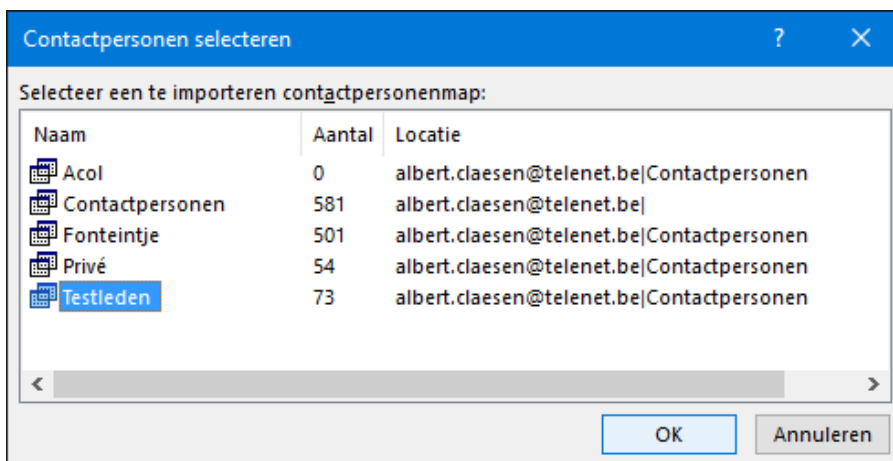 Contactpersonen selecteren ?
Selecteer een te importeren contactpersonenmap:
Naam Aantal Locatie
Acol 0 albert.claesen@telenet.be|Contactpersonen
Contactpersonen 581 albert.claesen@telenet.be|
Fonteintje 501 albert.claesen@telenet.be|Contactpersonen
Privé 54 albert.claesen@telenet.be|Contactpersonen
Testleden 73 albert.claesen@telenet.be|Contactpersonen
OK Annuleren